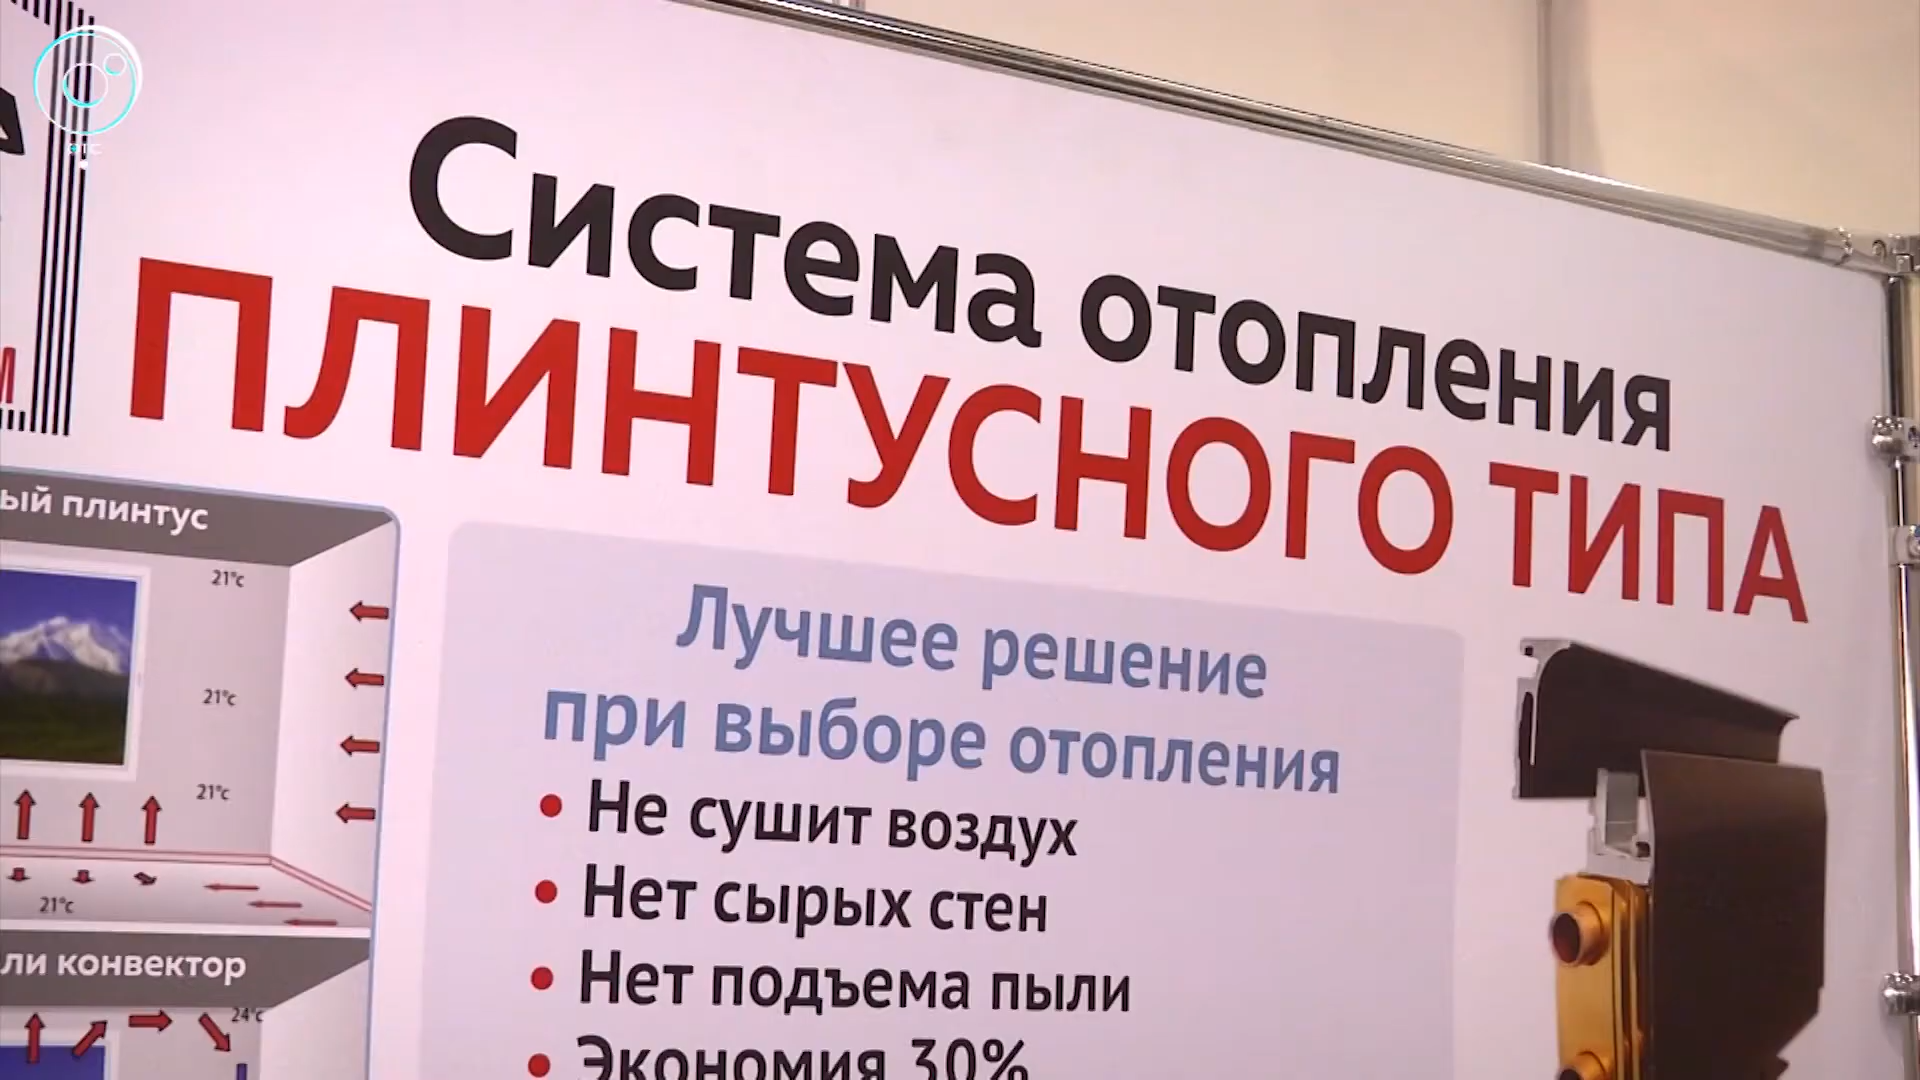 ОТС
Система отопления
ПЛИНТУСНОГО ТИПА
ый плинтус
21°c
21°c
21°c
21°c
Лучшее решение
при выборе отопления
• Не сушит воздух
• Нет сырых стен
• Нет подъема пыли
• Экономия 30%
ли конвектор
24°c